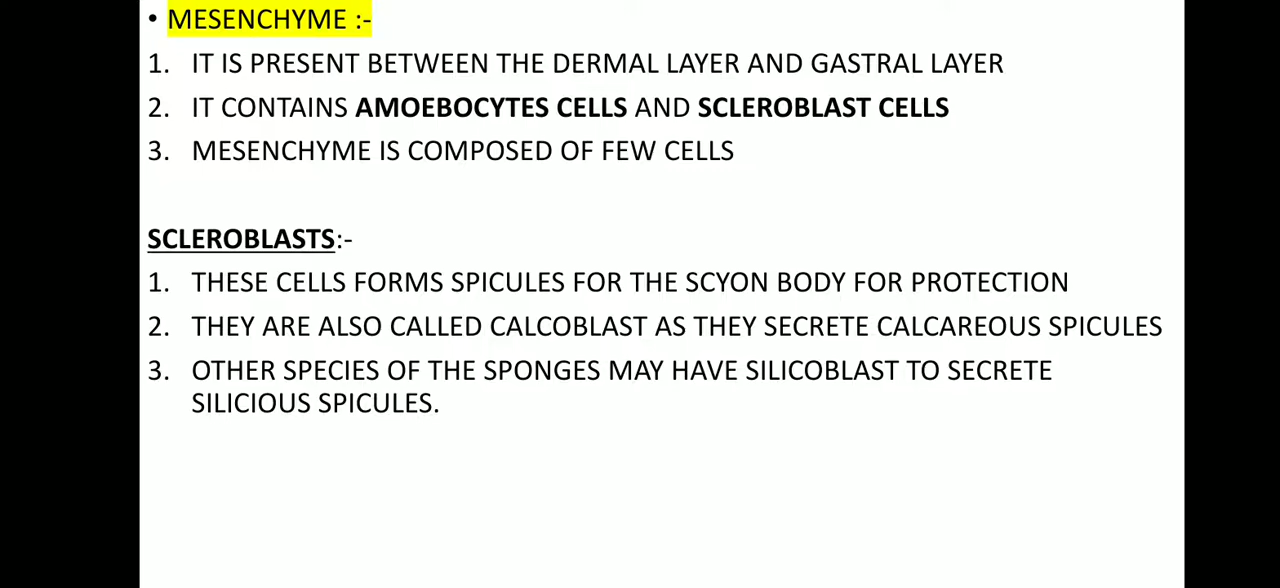 • MESENCHYME :-
1. IT IS PRESENT BETWEEN THE DERMAL LAYER AND GASTRAL LAYER
2. IT CONTAINS AMOEBOCYTES CELLS AND SCLEROBLAST CELLS
3. MESENCHYME IS COMPOSED OF FEW CELLS
SCLEROBLASTS:-
1. THESE CELLS FORMS SPICULES FOR THE SCYON BODY FOR PROTECTION
2. THEY ARE ALSO CALLED CALCOBLAST AS THEY SECRETE CALCAREOUS SPICULES
3. OTHER SPECIES OF THE SPONGES MAY HAVE SILICOBLAST TO SECRETE
SILICIOUS SPICULES.